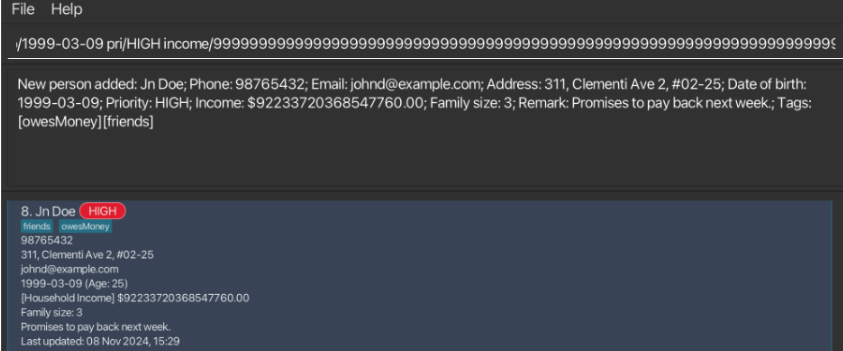 File Help
/1999-03-09 pri/HIGH income/999999999999999999999999999999999999999999999999999999999999999999999
New person added: Jn Doe; Phone: 98765432; Email: johnd@example.com; Address: 311, Clementi Ave 2, #02-25; Date of birth:
1999-03-09; Priority: HIGH; Income: $92233720368547760.00; Family size: 3; Remark: Promises to pay back next week.; Tags:
[owesMoney][friends]
8. Jn Doe HIGH
friends owesMoney
98765432
311, Clementi Ave 2, #02-25
johnd@example.com
1999-03-09 (Age: 25)
[Household Income] $92233720368547760.00
Family size: 3
Promises to pay back next week.
Last updated: 08 Nov 2024, 15:29